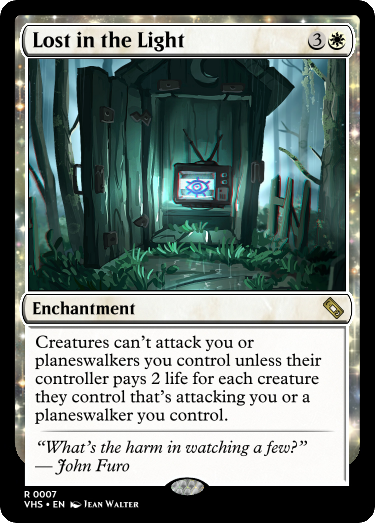 Lost in the Light 3
Enchantment
Creatures can't attack you or
planeswalkers you control unless their
controller pays 2 life for each creature
they control that's attacking you or a
planeswalker you control.
“What's the harm in watching a few?”
— John Furo
R 0007
VHS • EN Jean Walter